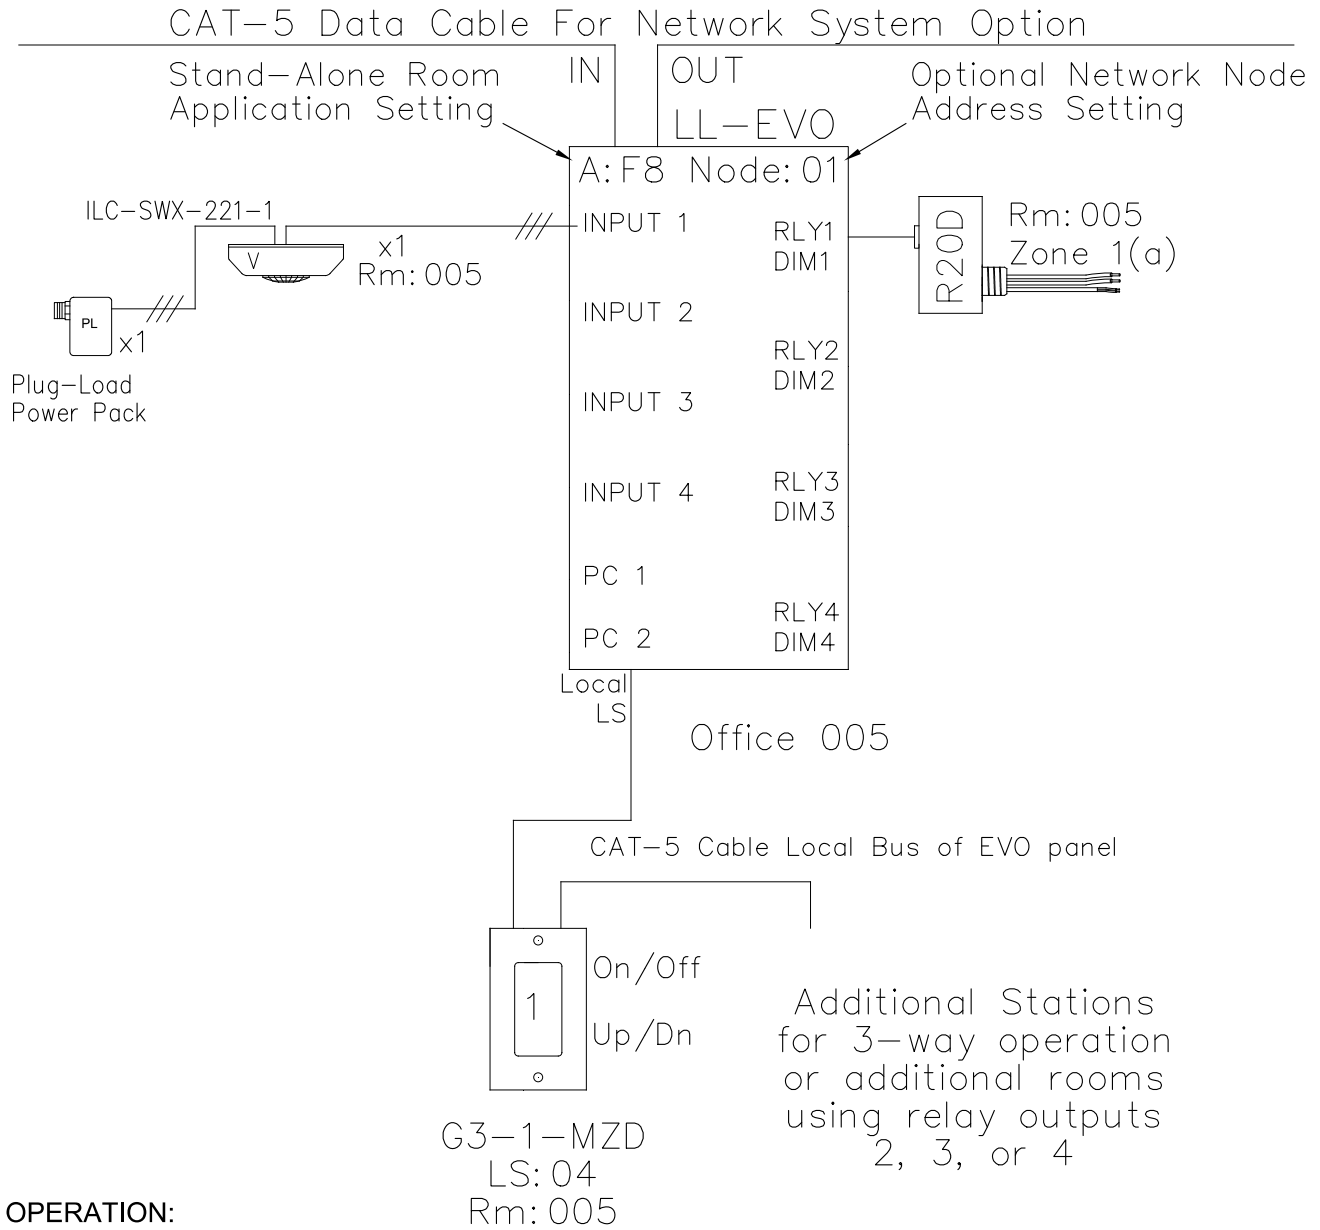 CAT-5 Data Cable For Network System Option
Stand-Alone Room
Application Setting
IN
OUT
Optional Network Node
Address Setting
LL-EVO
A:F8 Node:01
ILC-SWX-221-1
V
x1
Rm:005
PL
x1
Plug-Load
Power Pack
INPUT 1
INPUT 2
INPUT 3
INPUT 4
PC 1
PC 2
RLY1
DIM1
RLY2
DIM2
RLY3
DIM3
RLY4
DIM4
R20D
Rm:005
Zone 1(a)
Local
LS
Office 005
CAT-5 Cable Local Bus of EVO panel
1
On/Off
Up/Dn
G3-1-MZD
LS:04
Rm:005
Additional Stations
for 3-way operation
or additional rooms
using relay outputs
2, 3, or 4
OPERATION: